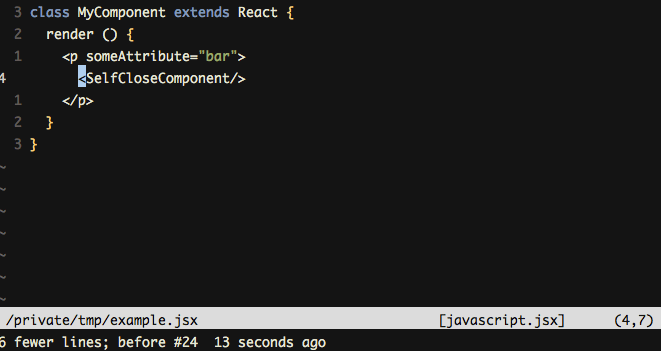 3 class MyComponent extends React {
2   render () {
1     <p someAttribute="bar">
4       <SelfCloseComponent/>
1     </p>
2   }
3 }
~
~
~
~
~
~
~
/private/tmp/example.jsx [javascript.jsx] (4,7)
6 fewer lines; before #24  13 seconds ago